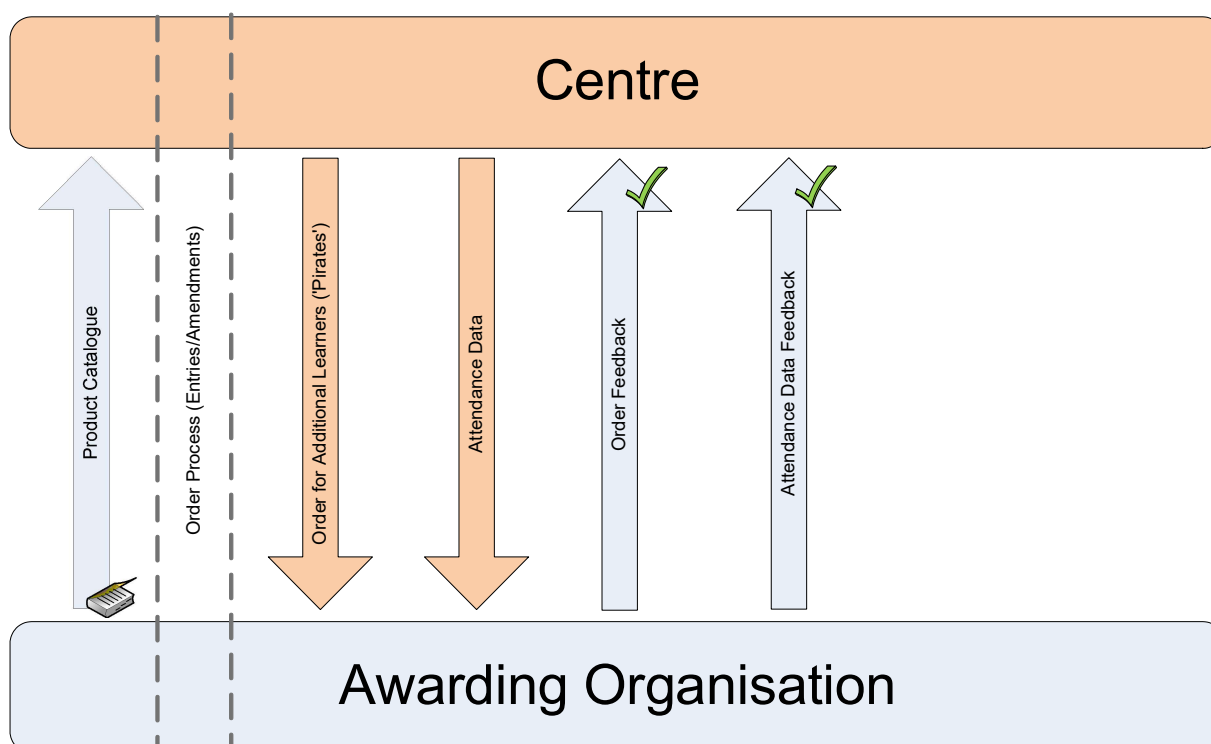 Centre
Product Catalogue
Order Process (Entries/Amendments)
Order for Additional Learners ('Pirates')
Attendance Data
Order Feedback
Attendance Data Feedback
Awarding Organisation